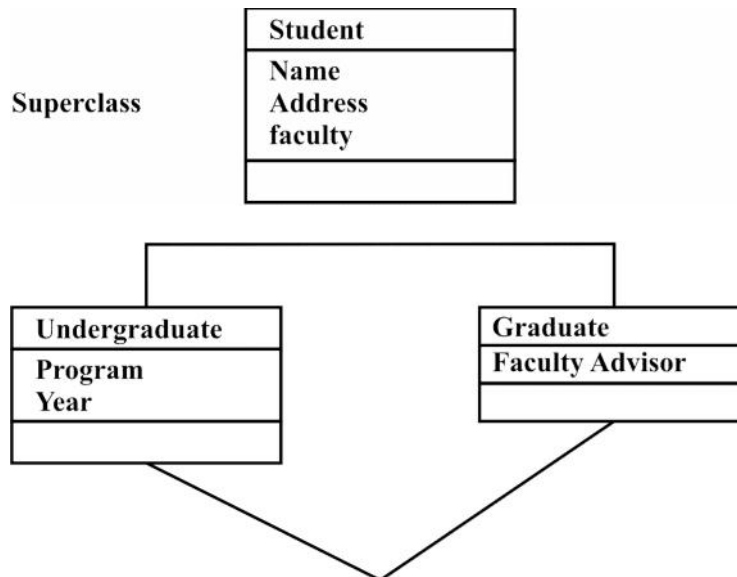 Student
Superclass
Name
Address
faculty
Undergraduate
Program
Year
Graduate
Faculty Advisor